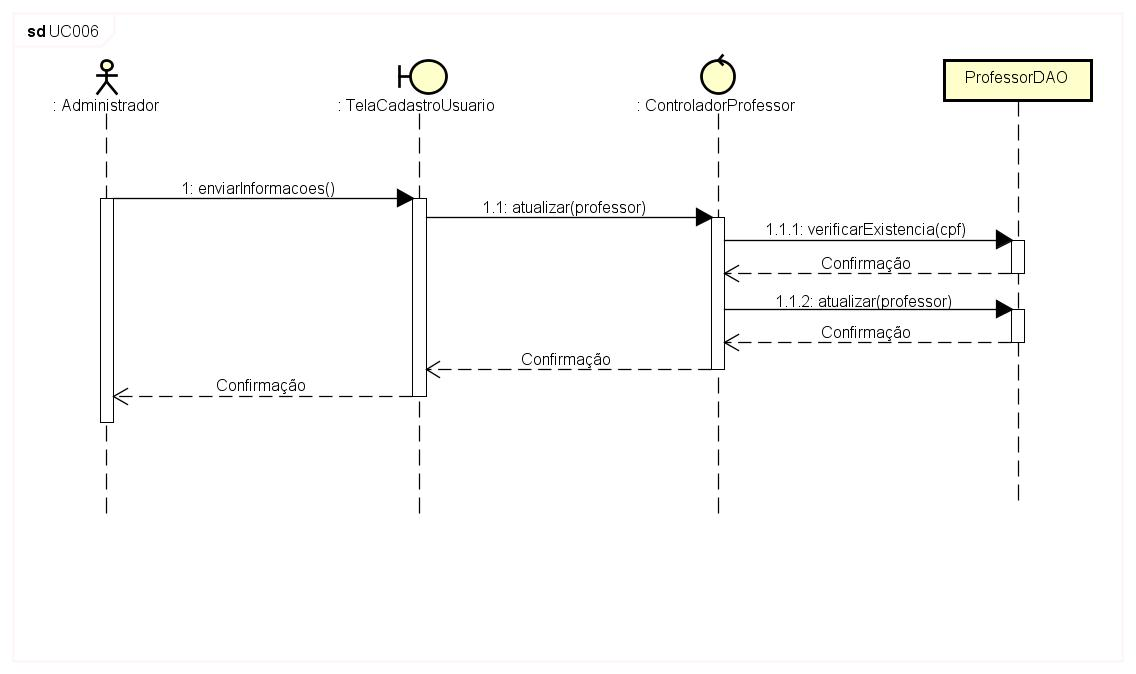 sd UC006
: Administrador
: TelaCadastroUsuario
: ControladorProfessor
ProfessorDAO
1: enviarInformacoes()
1.1: atualizar(professor)
1.1.1: verificarExistencia(cpf)
Confirmação
1.1.2: atualizar(professor)
Confirmação
Confirmação
Confirmação